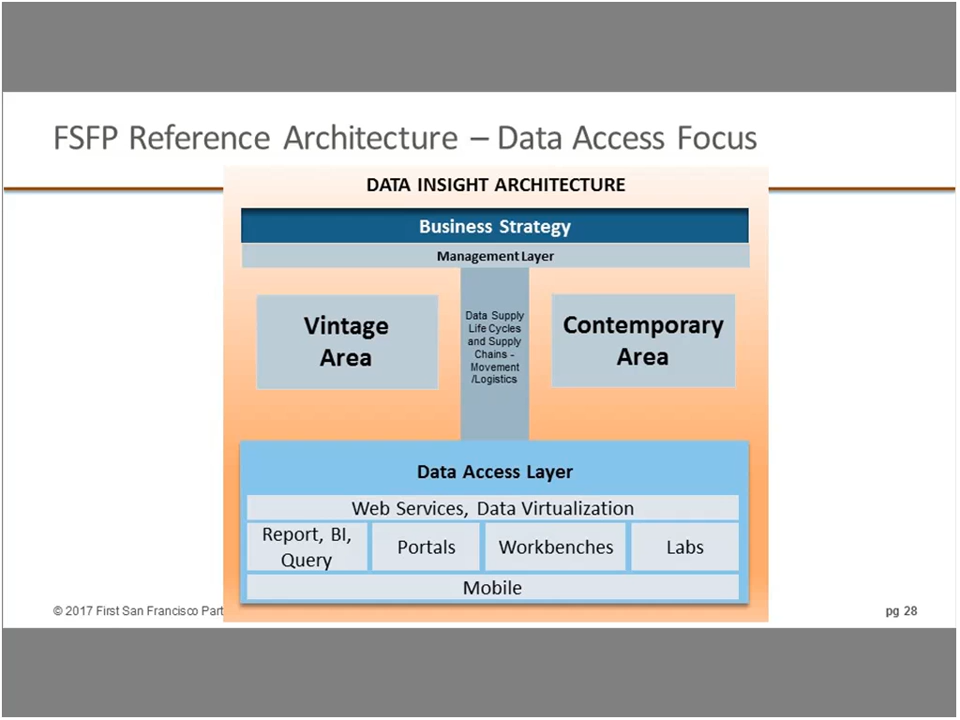 FSFP Reference Architecture – Data Access Focus
DATA INSIGHT ARCHITECTURE
Business Strategy
Management Layer
Vintage
Area
Data Supply
Life Cycles
and Supply
Chains -
Movement
/Logistics
Contemporary
Area
Data Access Layer
Web Services, Data Virtualization
Report, BI,
Query
Portals
Workbenches
Labs
Mobile
© 2017 First San Francisco Part
pg 28